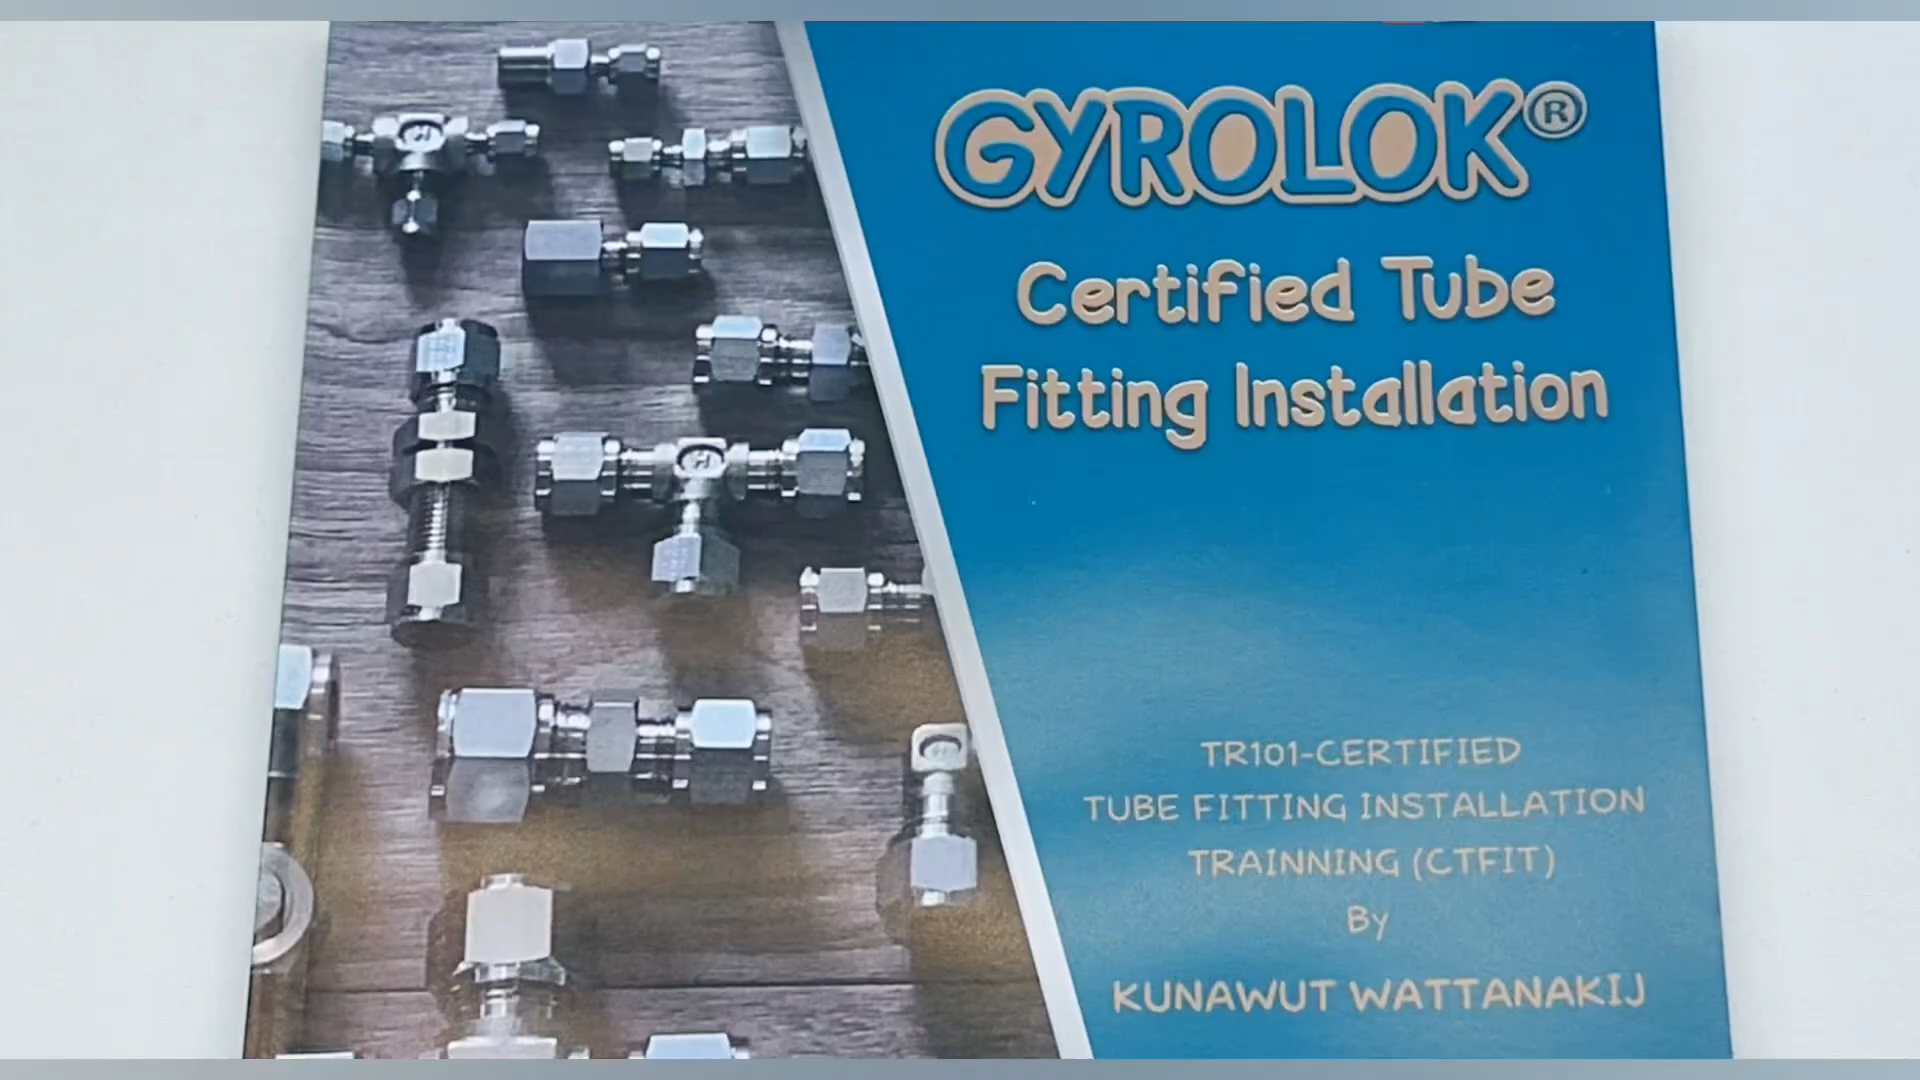 GYROLOK®
Certified Tube
Fitting Installation
TR101-CERTIFIED
TUBE FITTING INSTALLATION
TRAINNING (CTFIT)
By
KUNAWUT WATTANAKIJ